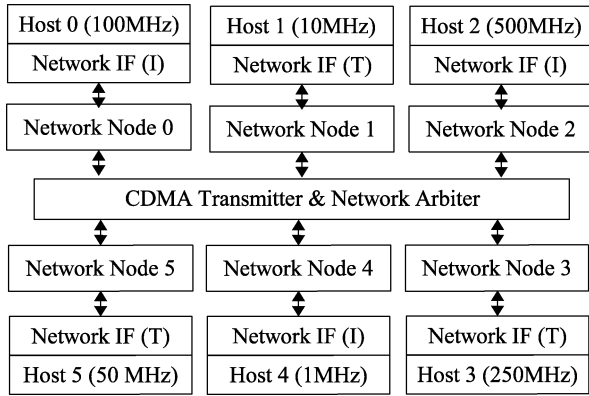 Host 0 (100MHz)
Network IF (I)
Network Node 0
Host 1 (10MHz)
Network IF (T)
Network Node 1
Host 2 (500MHz)
Network IF (I)
Network Node 2
CDMA Transmitter & Network Arbiter
Network Node 5
Network IF (T)
Host 5 (50 MHz)
Network Node 4
Network IF (I)
Host 4 (1MHz)
Network Node 3
Network IF (T)
Host 3 (250MHz)